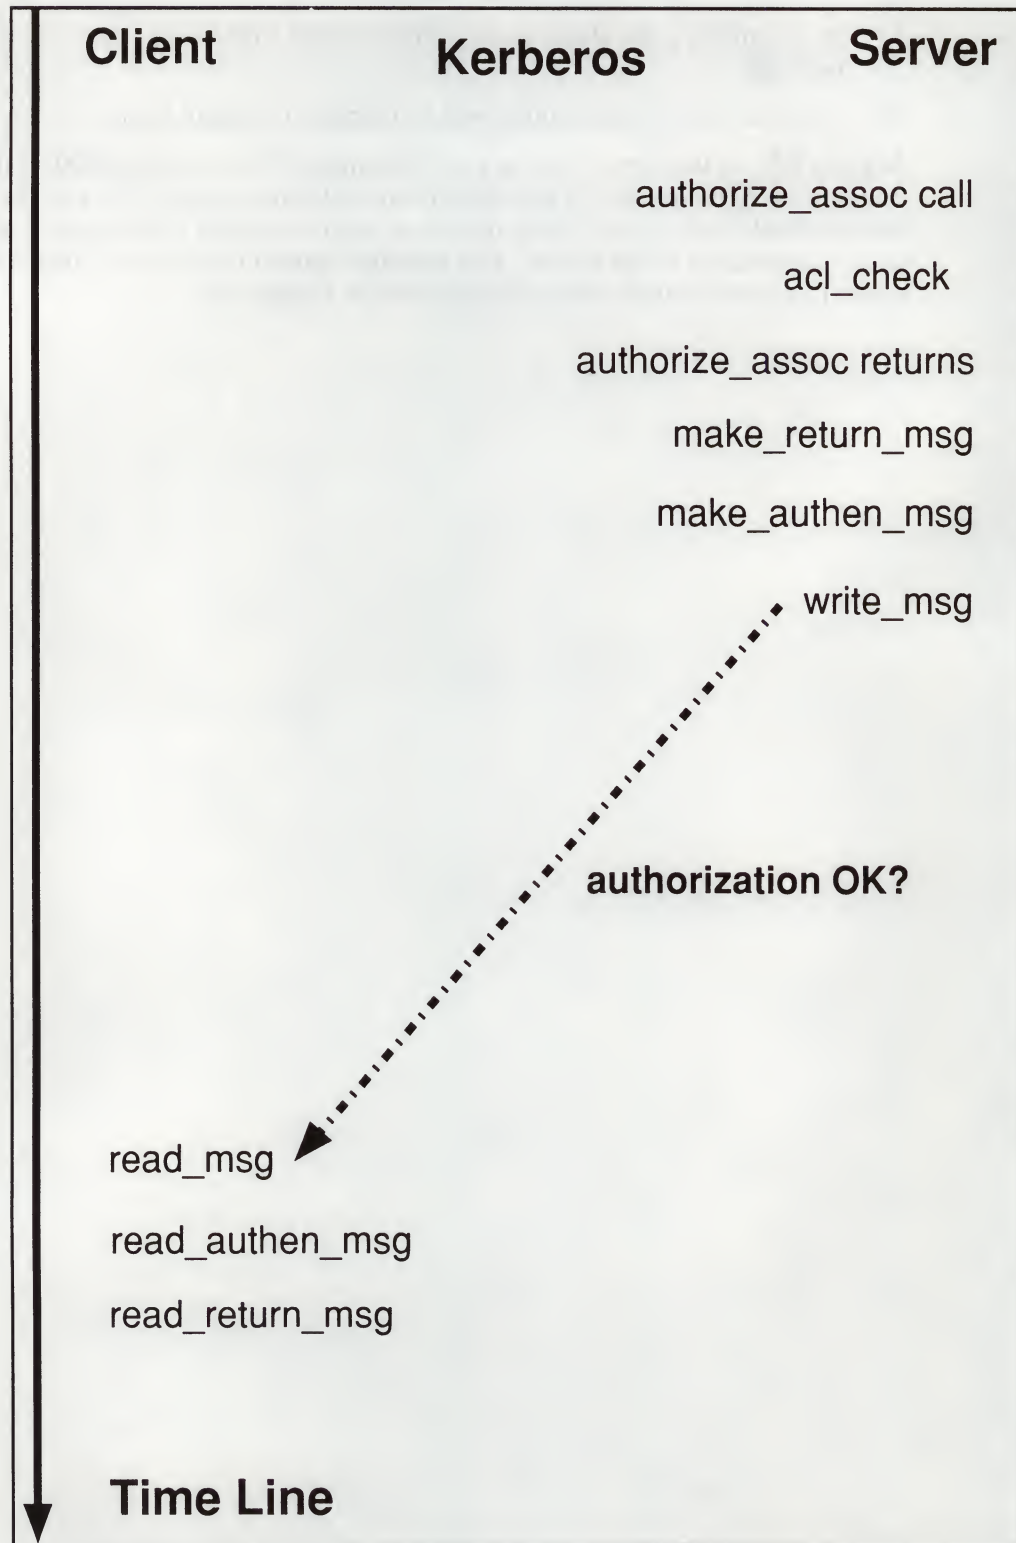 Client Kerberos Server
authorize_assoc call
acl_check
authorize_assoc returns
make_return_msg
make_authen_msg
write_msg
authorization OK?
read_msg
read_authen_msg
read_return_msg
Time Line